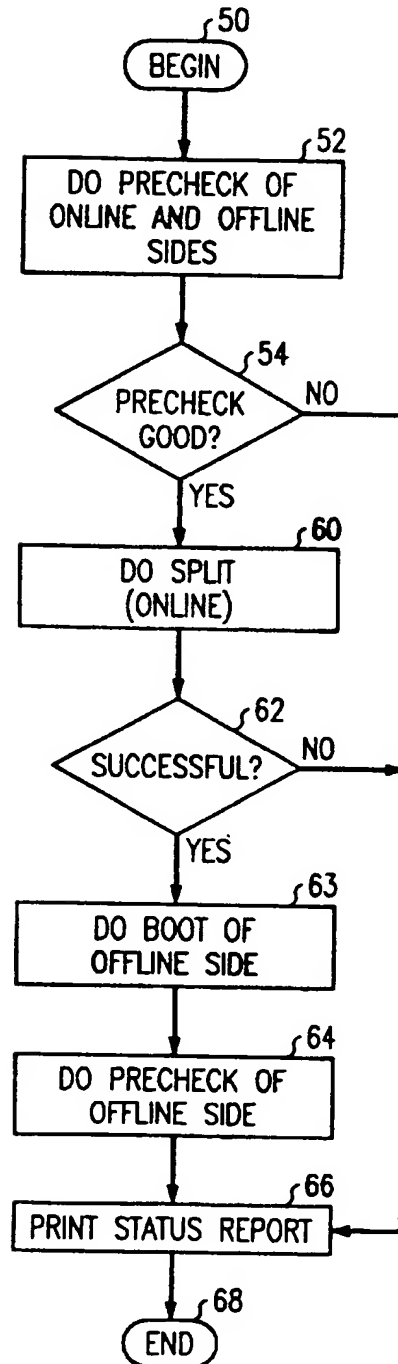 50
BEGIN
52
DO PRECHECK OF
ONLINE AND OFFLINE
SIDES
54
PRECHECK
GOOD?
NO
YES
60
DO SPLIT
(ONLINE)
62
SUCCESSFUL?
NO
YES
63
DO BOOT OF
OFFLINE SIDE
64
DO PRECHECK OF
OFFLINE SIDE
66
PRINT STATUS REPORT
68
END